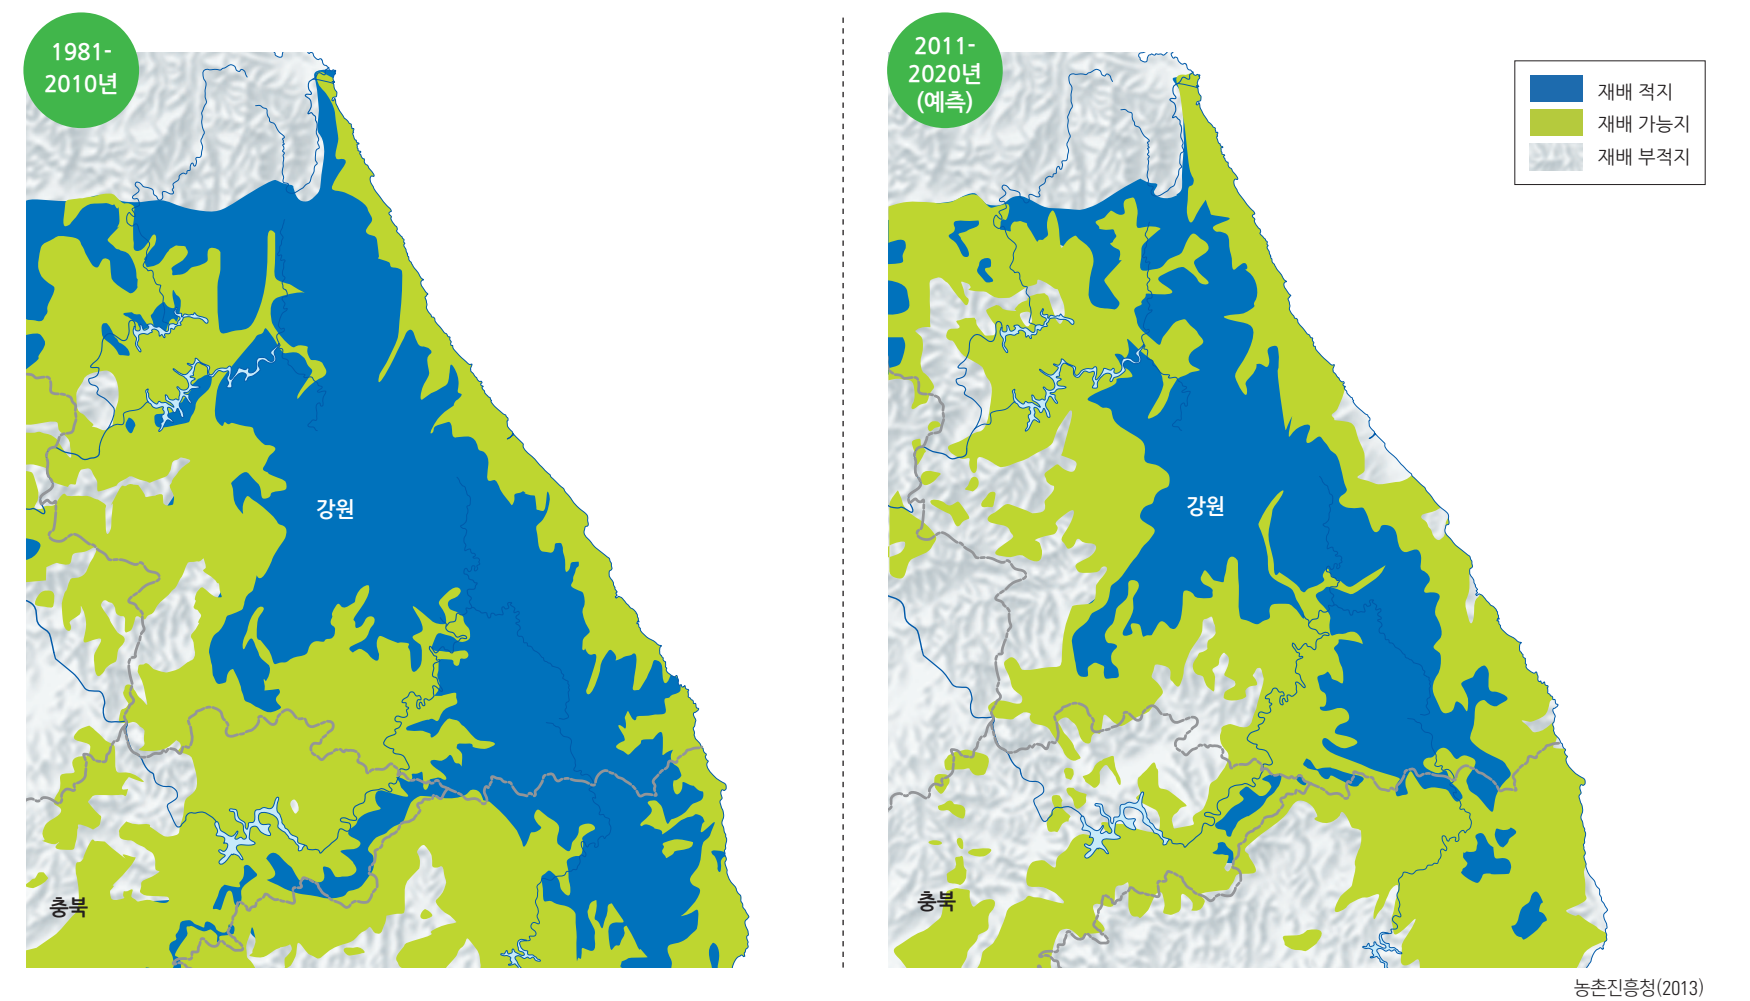 1981-
2010년
2011-
2020년
(예측)
재배 적지
재배 가능지
재배 부적지
강원
강원
충북
충북
농촌진흥청(2013)